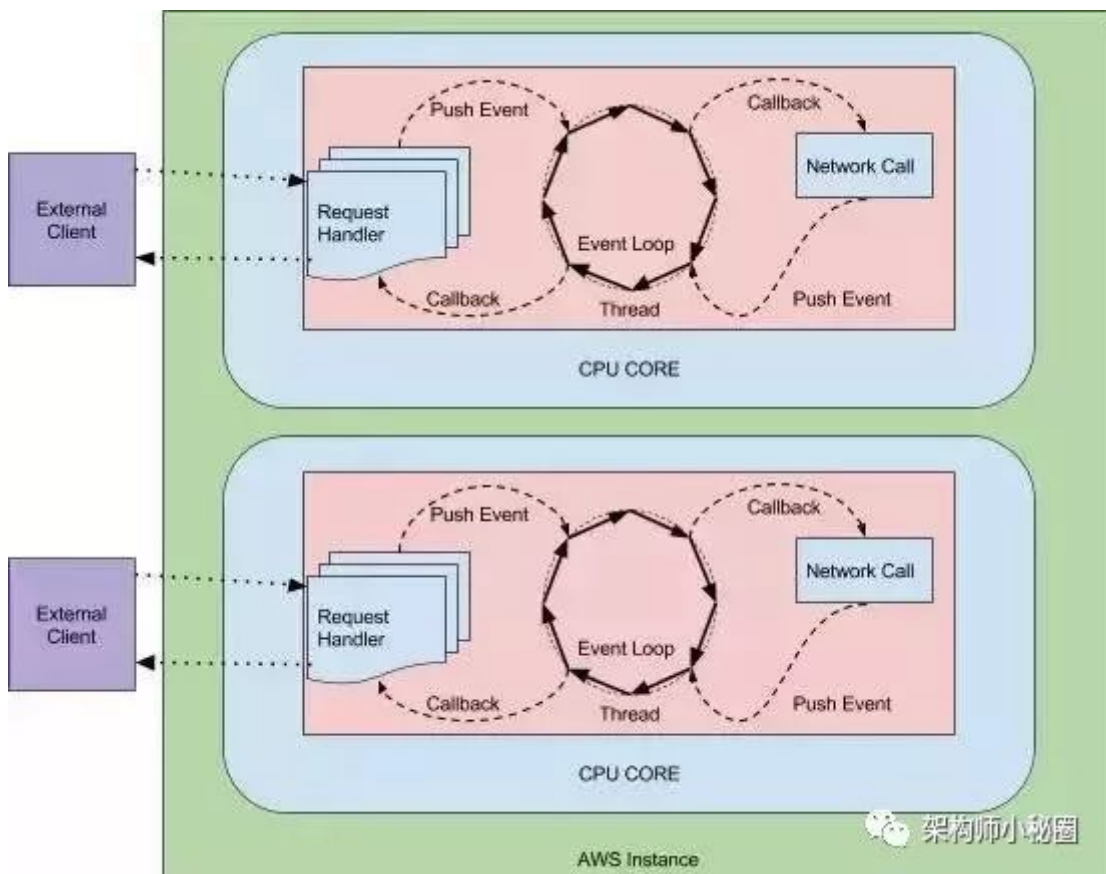 Push Event
Callback
External
Client
Request
Handler
Event Loop
Network Call
Callback
Thread
Push Event
CPU CORE
Push Event
Callback
External
Client
Request
Handler
Event Loop
Network Call
Callback
Thread
Push Event
CPU CORE
架构师小秘圈
AWS Instance